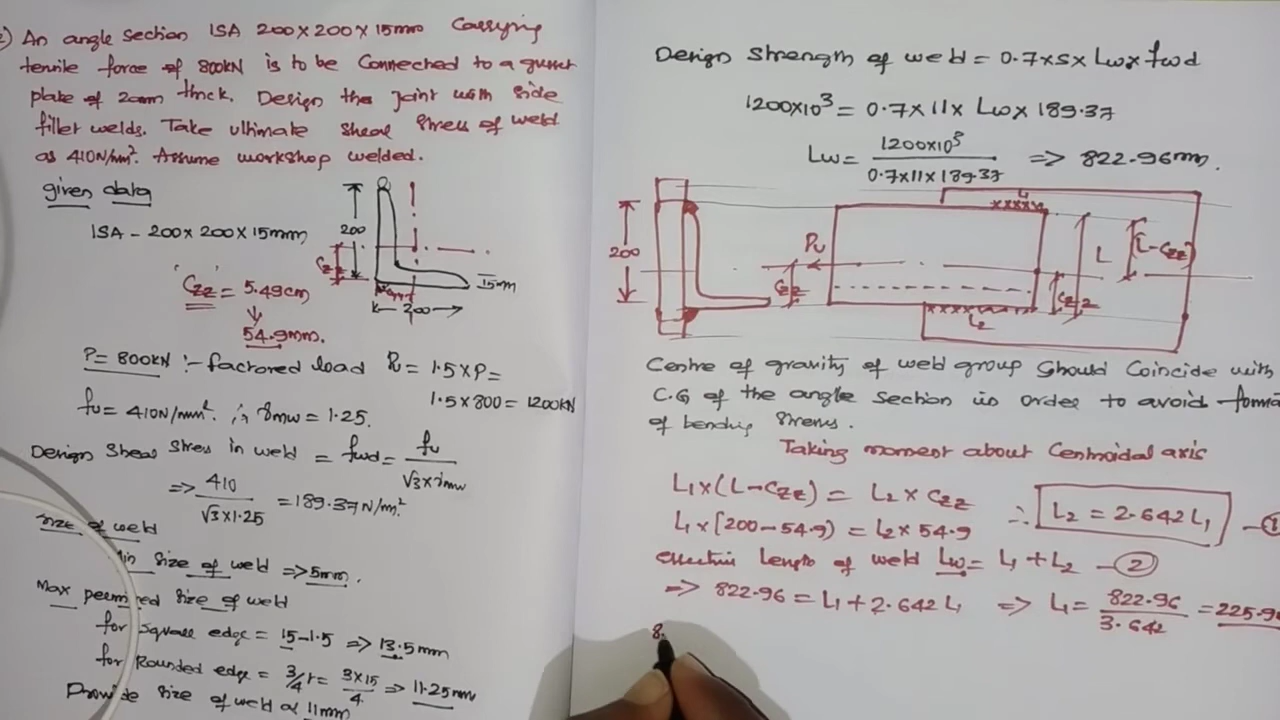 2) An angle section ISA 200×200×15mm Carrying
tensile force of 800KN is to be Connected to a gusset
plate of 20mm thick. Design the Joint with side
fillet welds. Take ultimate shear stress of weld
as 410N/mm². Assume workshop welded.
given data
ISA - 200×200×15mm
200
Czz
15mm
200
Czz = 5.49cm
54.9mm.
P = 800KN :- factored load Pu = 1.5×P =
1.5×800 = 1200KN
fu = 410N/mm². ∴ γmw = 1.25.
Design Shear Stress in weld = fwd = fu/√3×γmw
⇒ 410/√3×1.25 = 189.37N/mm².
size of weld
Min size of weld ⇒ 5mm.
Max permitted size of weld
for square edge = 15-1.5 ⇒ 13.5mm
for Rounded edge = 3/4 t = 3×15/4 ⇒ 11.25mm
Provide size of weld as 11mm
Design Strength of weld = 0.7×S×Lw×fwd
1200×10³ = 0.7×11×Lw×189.37
Lw = 1200×10³/0.7×11×189.37 ⇒ 822.96mm.
200
Pu
Czz
L1
L
(L-Czz)
Czz
L2
Centre of gravity of weld group Should Coincide with
C.G of the angle section in order to avoid forma
of bending stress.
Taking moment about Centroidal axis
L1×(L-Czz) = L2×Czz
L1×[200-54.9) = L2×54.9
∴ L2 = 2.642L1 -①
effective Length of weld Lw = L1+L2 -②
⇒ 822.96 = L1+2.642L1 ⇒ L1 = 822.96/3.642 = 225.96
8.